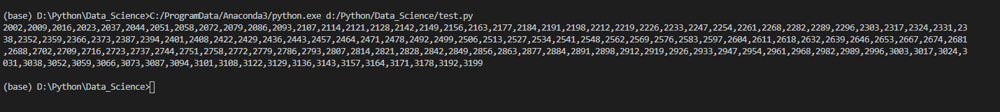 (base) D:\Python\Data_Science>C:/ProgramData/Anaconda3/python.exe d:/Python/Data_Science/test.py
2002,2009,2016,2023,2037,2044,2051,2058,2072,2079,2086,2093,2107,2114,2121,2128,2142,2149,2156,2163,2177,2184,2191,2198,2212,2219,2226,2233,2247,2254,2261,2268,2282,2289,2296,2303,2317,2324,2331,23
38,2352,2359,2366,2373,2387,2394,2401,2408,2422,2429,2436,2443,2457,2464,2471,2478,2492,2499,2506,2513,2527,2534,2541,2548,2562,2569,2576,2583,2597,2604,2611,2618,2632,2639,2646,2653,2667,2674,2681
,2688,2702,2709,2716,2723,2737,2744,2751,2758,2772,2779,2786,2793,2807,2814,2821,2828,2842,2849,2856,2863,2877,2884,2891,2898,2912,2919,2926,2933,2947,2954,2961,2968,2982,2989,2996,3003,3017,3024,3
031,3038,3052,3059,3066,3073,3087,3094,3101,3108,3122,3129,3136,3143,3157,3164,3171,3178,3192,3199
(base) D:\Python\Data_Science>